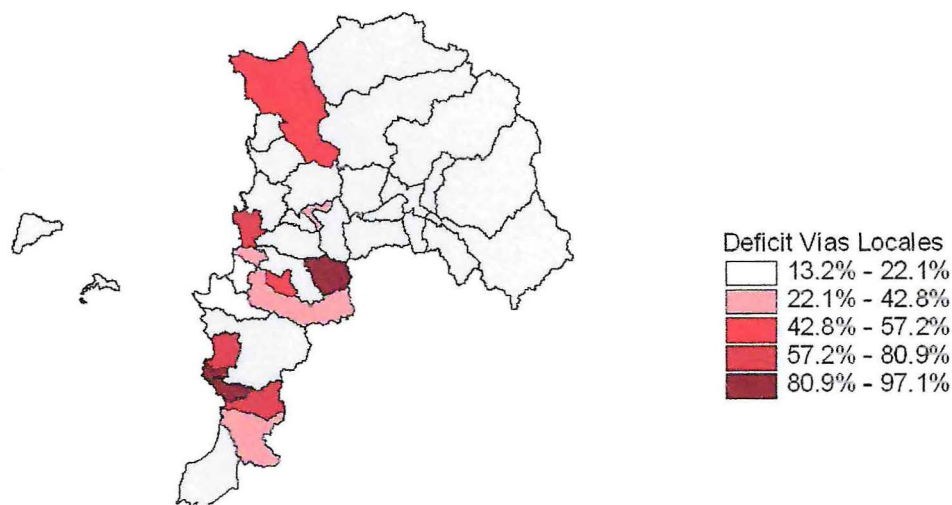 Deficit Vías Locales
13.2% - 22.1%
22.1% - 42.8%
42.8% - 57.2%
57.2% - 80.9%
80.9% - 97.1%